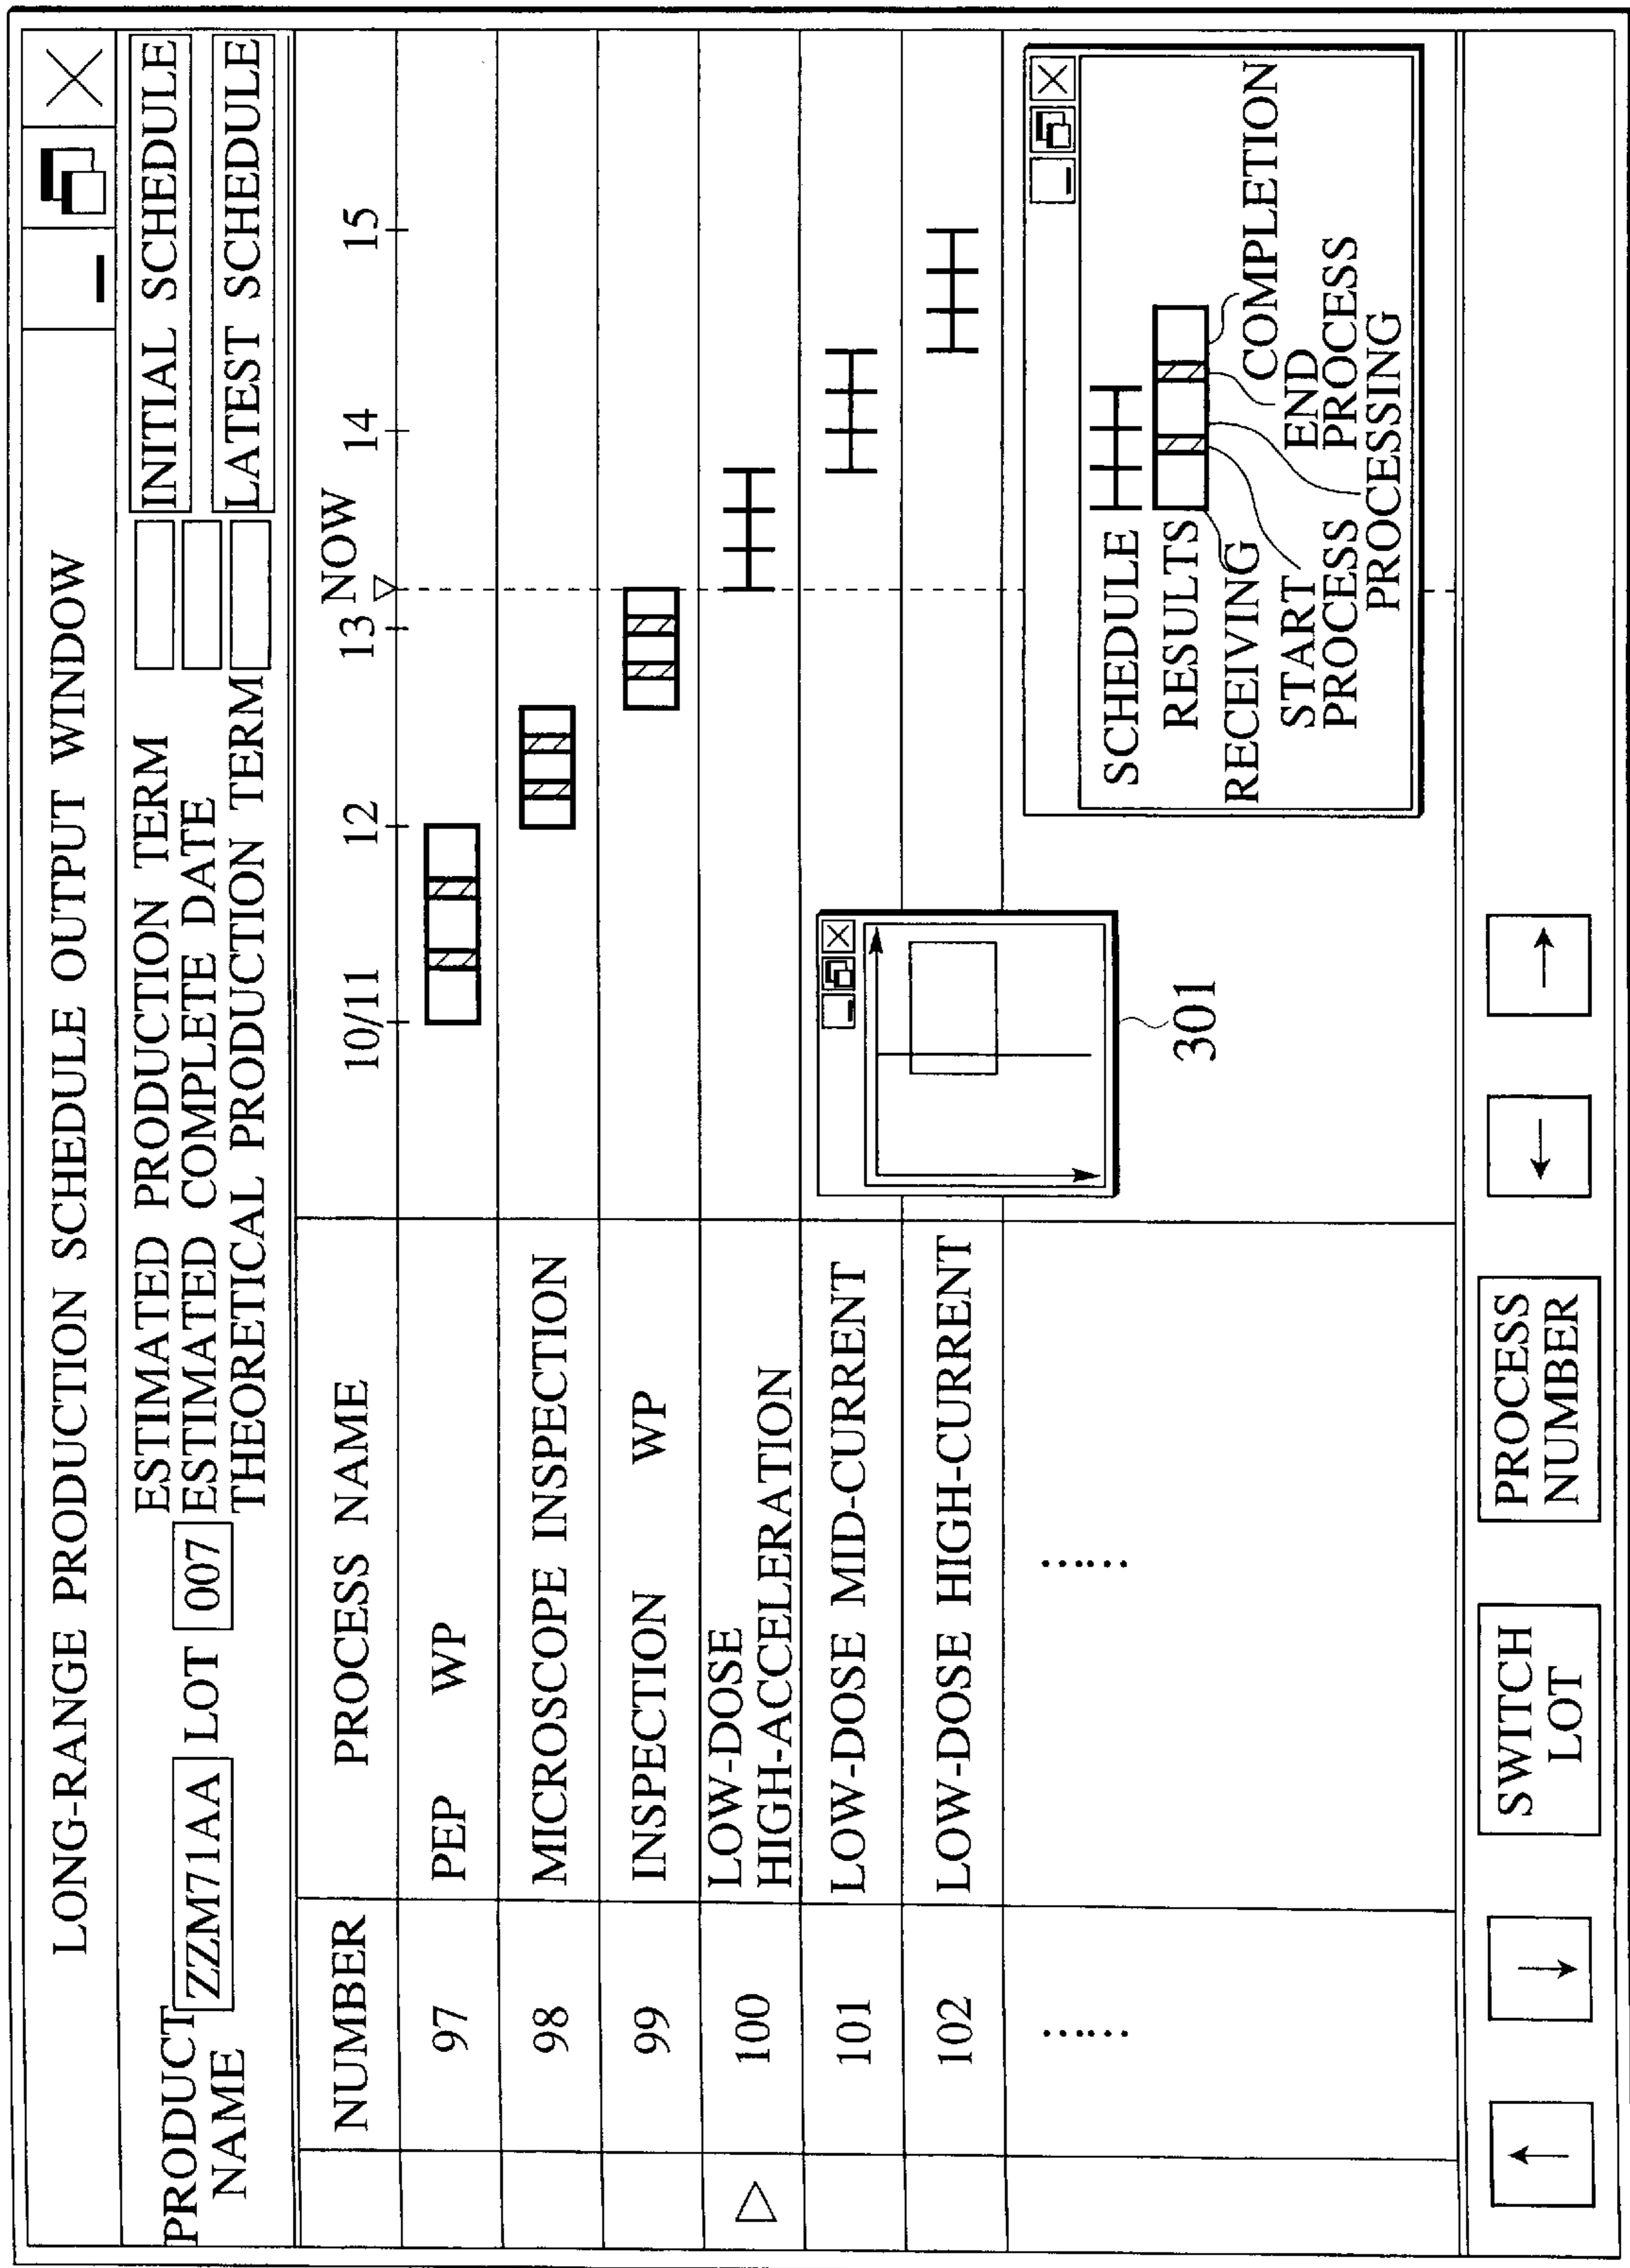 LONG-RANGE PRODUCTION SCHEDULE OUTPUT WINDOW
PRODUCT
NAME
ZZM71AA LOT 007
ESTIMATED PRODUCTION TERM
ESTIMATED COMPLETE DATE
THEORETICAL PRODUCTION TERM
INITIAL SCHEDULE
LATEST SCHEDULE
NUMBER PROCESS NAME
10/11 12 13 NOW 14 15
97 PEP WP
98 MICROSCOPE INSPECTION
99 INSPECTION WP
100 LOW-DOSE
HIGH-ACCELERATION
101 LOW-DOSE MID-CURRENT
102 LOW-DOSE HIGH-CURRENT
...... ......
301
SCHEDULE
RESULTS
RECEIVING
START
PROCESS
PROCESSING
END
PROCESS
COMPLETION
SWITCH
LOT
PROCESS
NUMBER